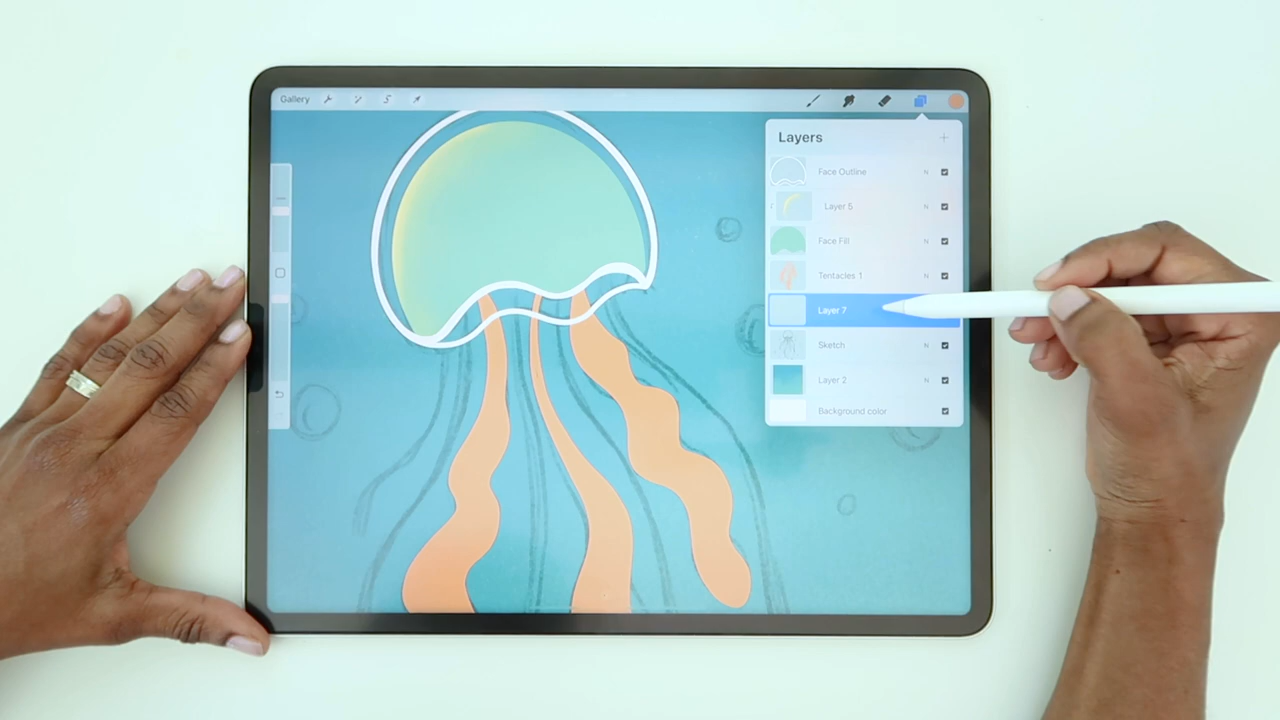 Gallery
Layers
Face Outline N
Layer 5 N
Face Fill N
Tentacles 1 N
Layer 7
Sketch N
Layer 2 N
Background color